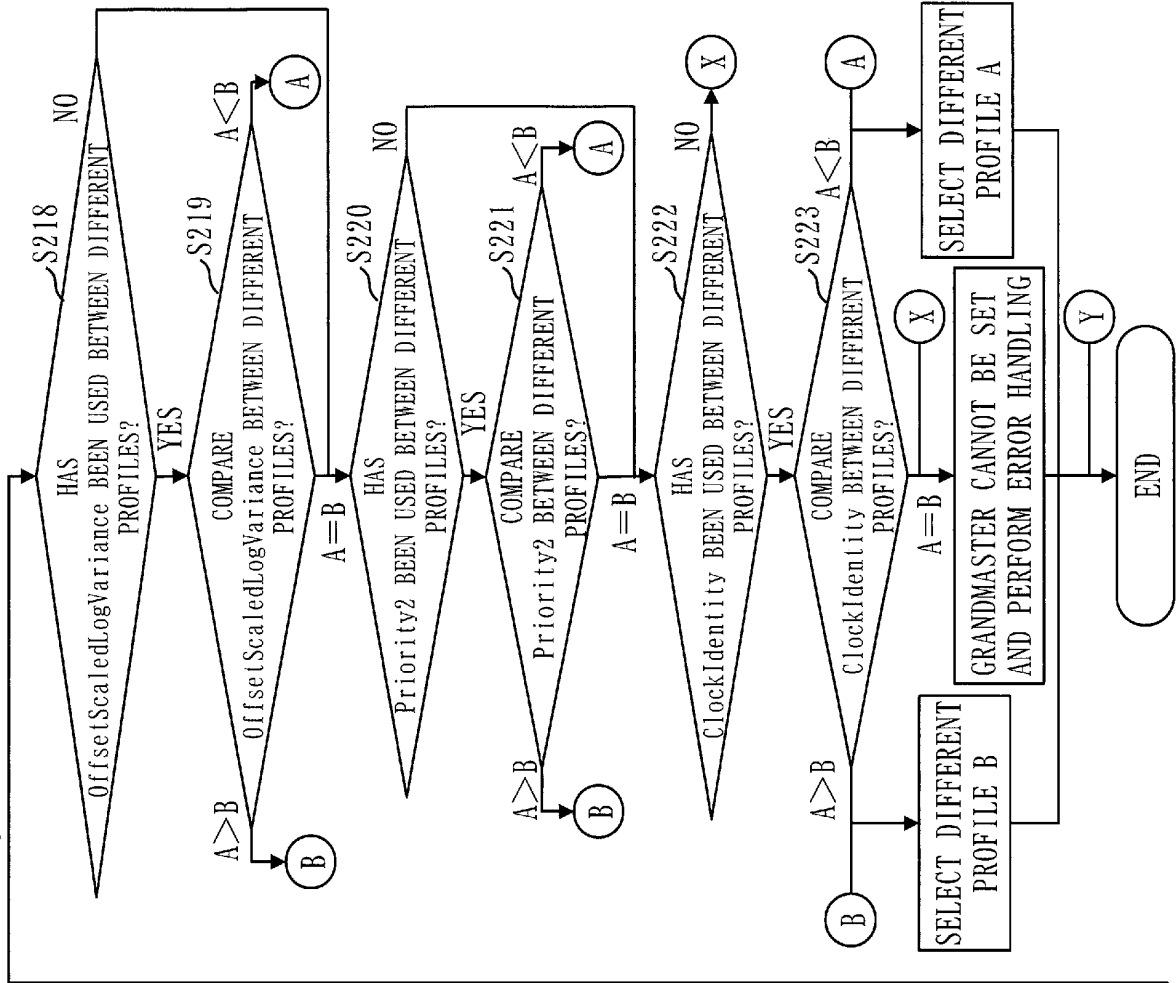 HAS
OffsetScaledLogVariance BEEN USED BETWEEN DIFFERENT
PROFILES?
S218
NO
YES
COMPARE
OffsetScaledLogVariance BETWEEN DIFFERENT
PROFILES?
S219
A>B
B
A<B
A
A=B
HAS
Priority2 BEEN USED BETWEEN DIFFERENT
PROFILES?
S220
NO
YES
COMPARE
Priority2 BETWEEN DIFFERENT
PROFILES?
S221
A>B
B
A<B
A
A=B
HAS
ClockIdentity BEEN USED BETWEEN DIFFERENT
PROFILES?
S222
NO
X
YES
COMPARE
ClockIdentity BETWEEN DIFFERENT
PROFILES?
S223
A>B
B
A<B
A
A=B
X
SELECT DIFFERENT
PROFILE B
GRANDMASTER CANNOT BE SET
AND PERFORM ERROR HANDLING
SELECT DIFFERENT
PROFILE A
Y
END